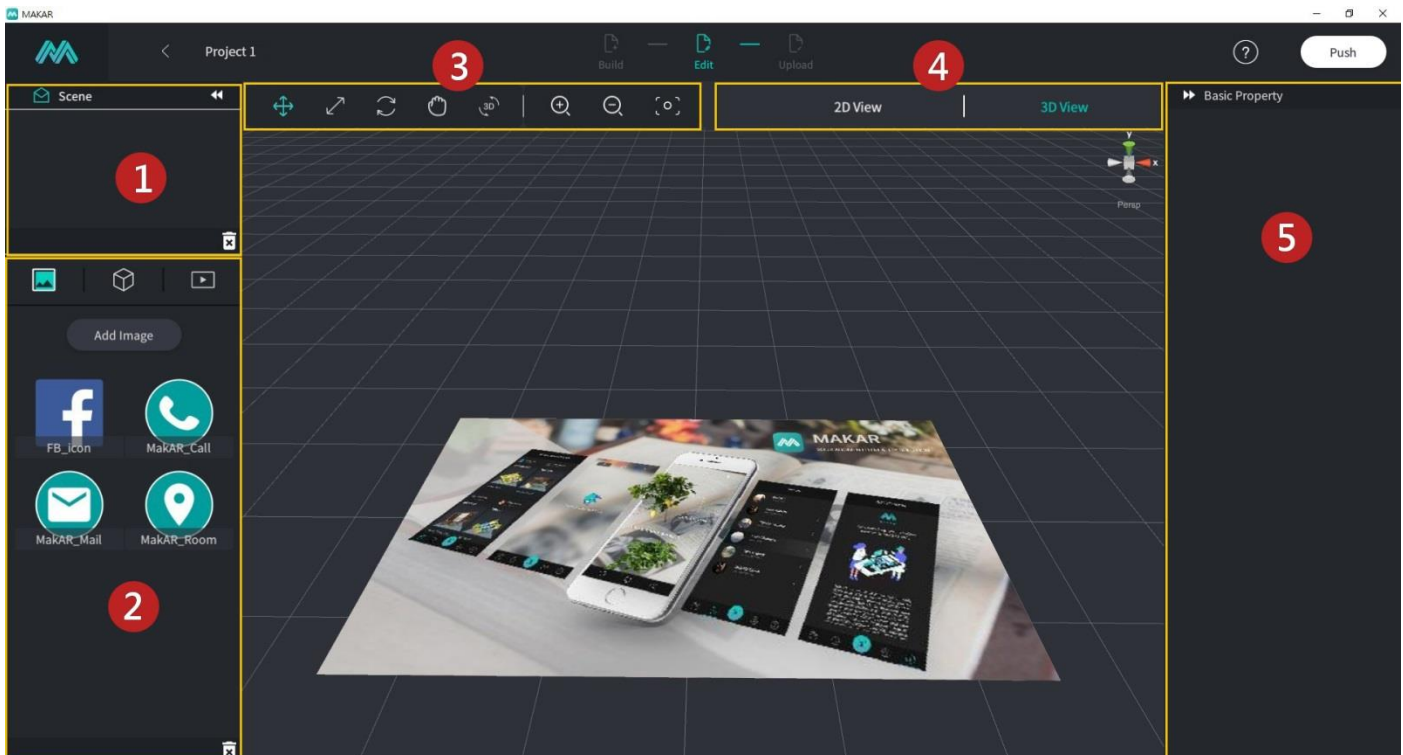 MAKAR
Project 1
Build
Edit
Upload
?
Push
Scene
3
4
3D
2D View
3D View
Basic Property
1
y
x
Persp
5
Add Image
FB_icon
MakAR_Call
MakAR_Mail
MakAR_Room
2
MAKAR